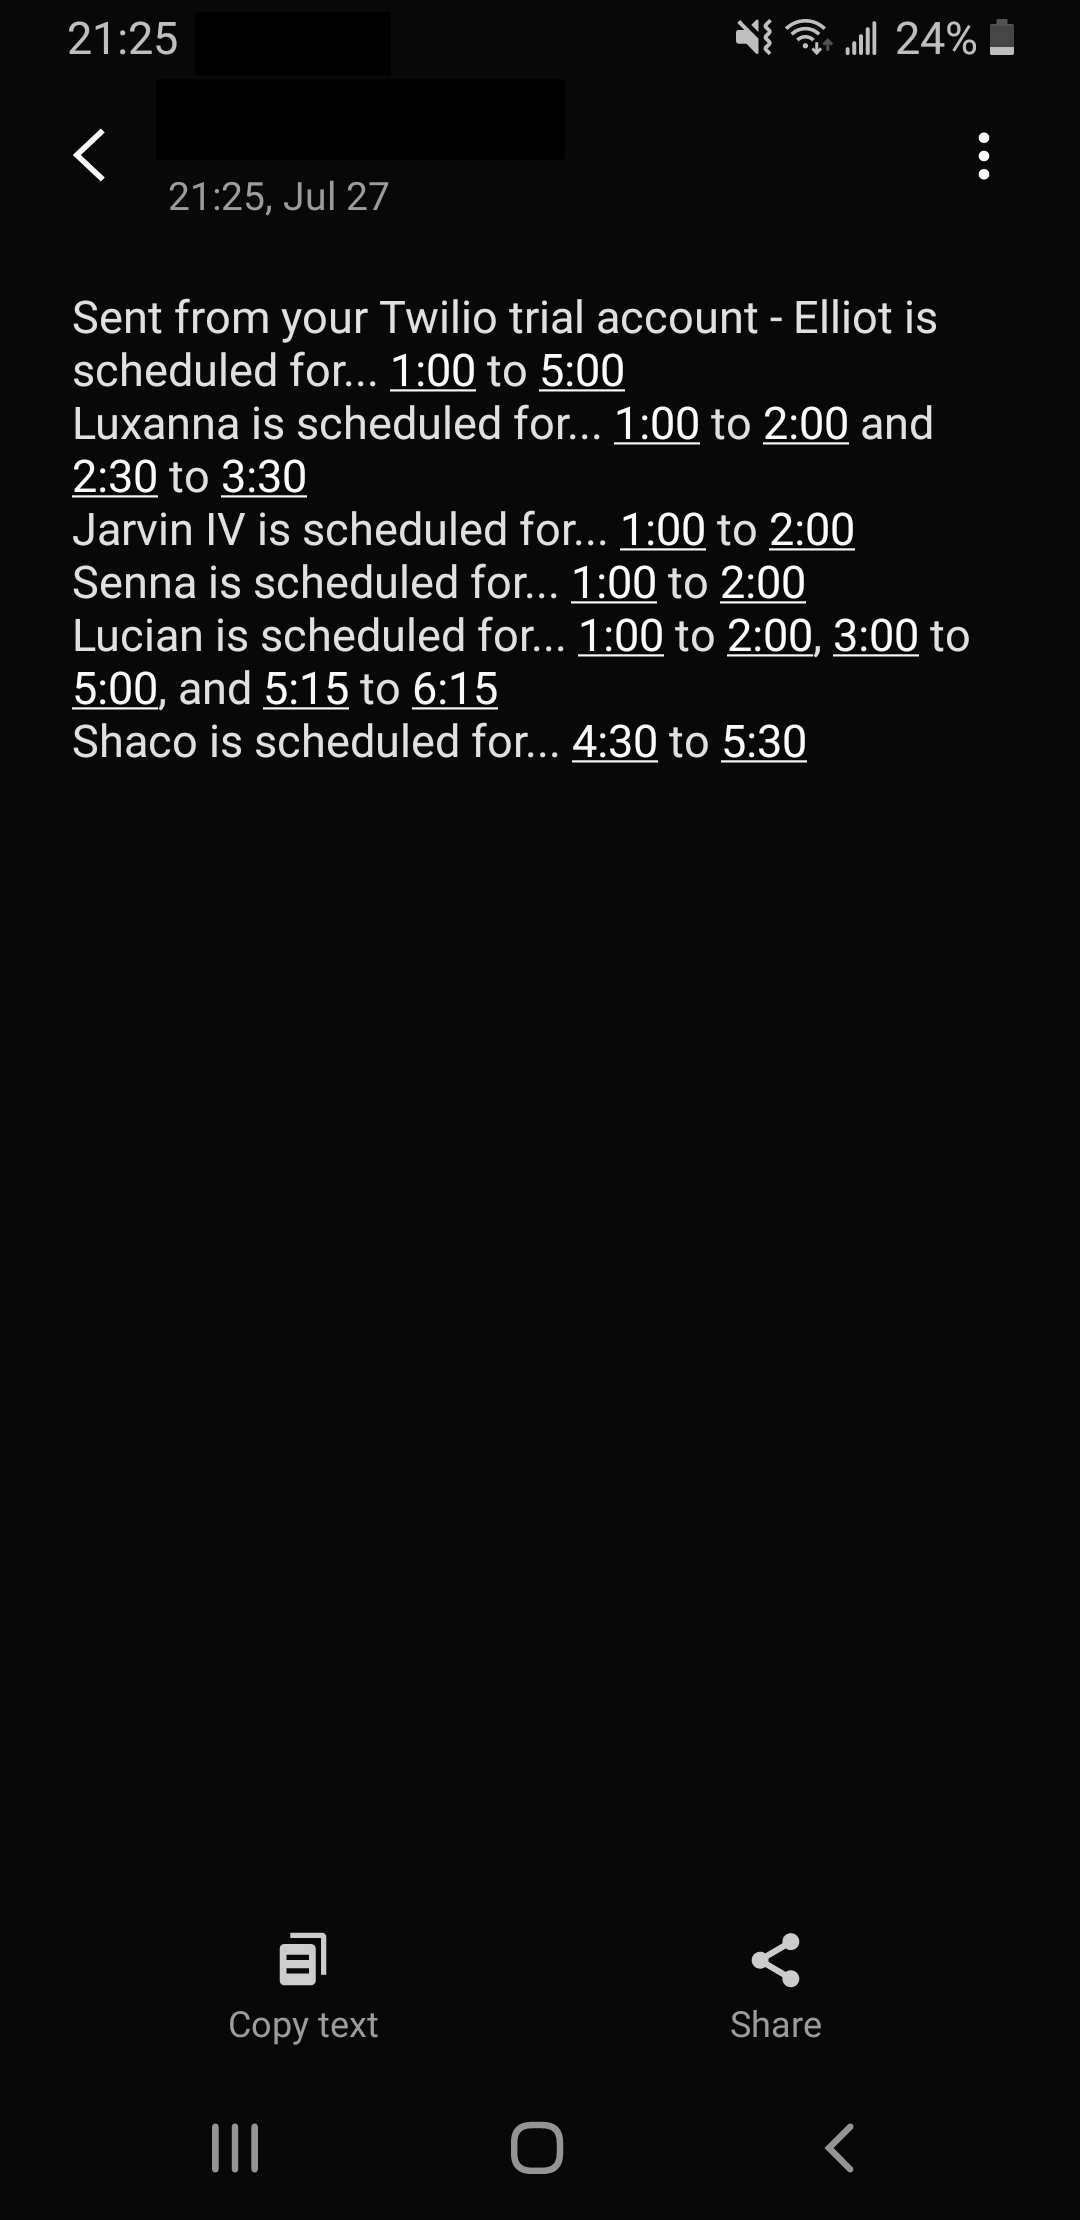 21:25
24%
21:25, Jul 27
Sent from your Twilio trial account - Elliot is
scheduled for... 1:00 to 5:00
Luxanna is scheduled for... 1:00 to 2:00 and
2:30 to 3:30
Jarvin IV is scheduled for... 1:00 to 2:00
Senna is scheduled for... 1:00 to 2:00
Lucian is scheduled for... 1:00 to 2:00, 3:00 to
5:00, and 5:15 to 6:15
Shaco is scheduled for... 4:30 to 5:30
Copy text
Share